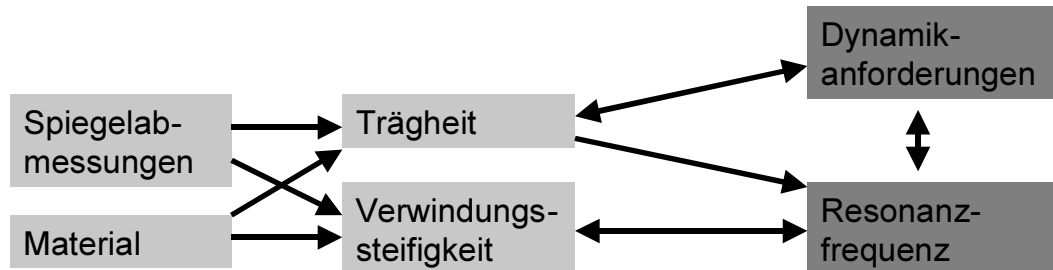 Spiegelab-
messungen
Material
Trägheit
Verwindungs-
steifigkeit
Dynamik-
anforderungen
Resonanz-
frequenz